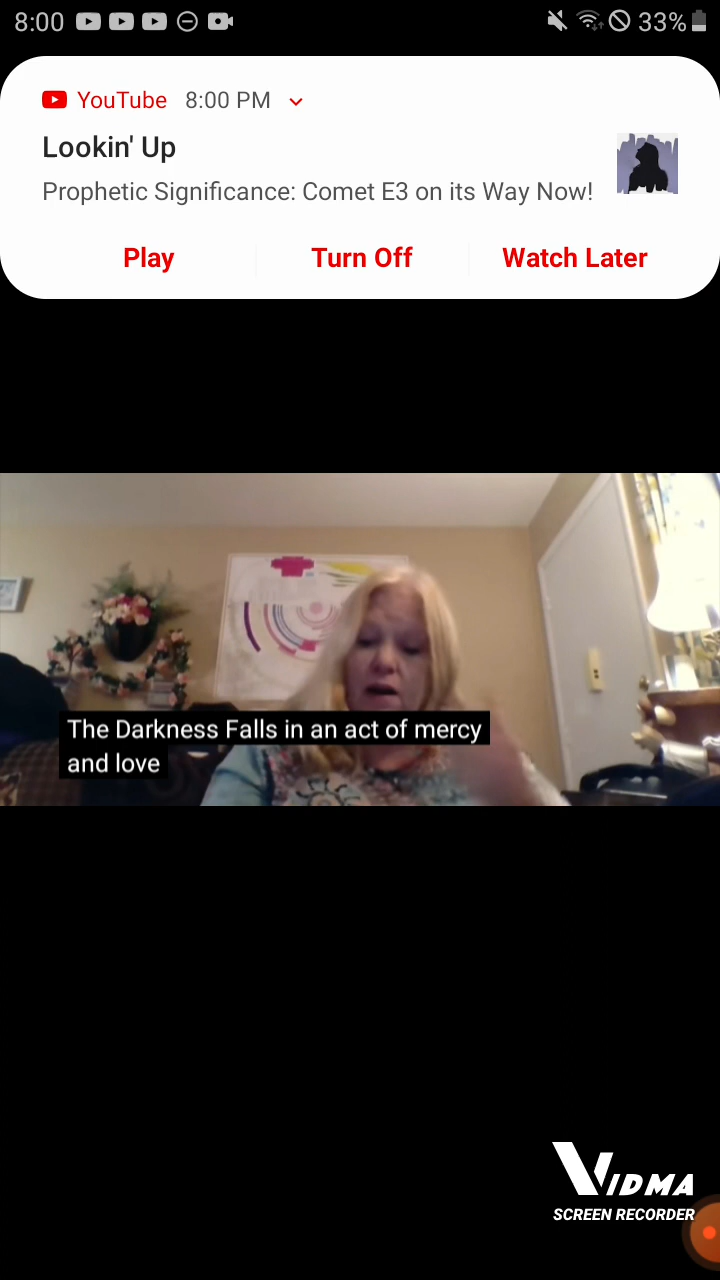 8:00 33%
YouTube 8:00 PM
Lookin' Up
Prophetic Significance: Comet E3 on its Way Now!
Play Turn Off Watch Later
The Darkness Falls in an act of mercy
and love
VIDMA
SCREEN RECORDER